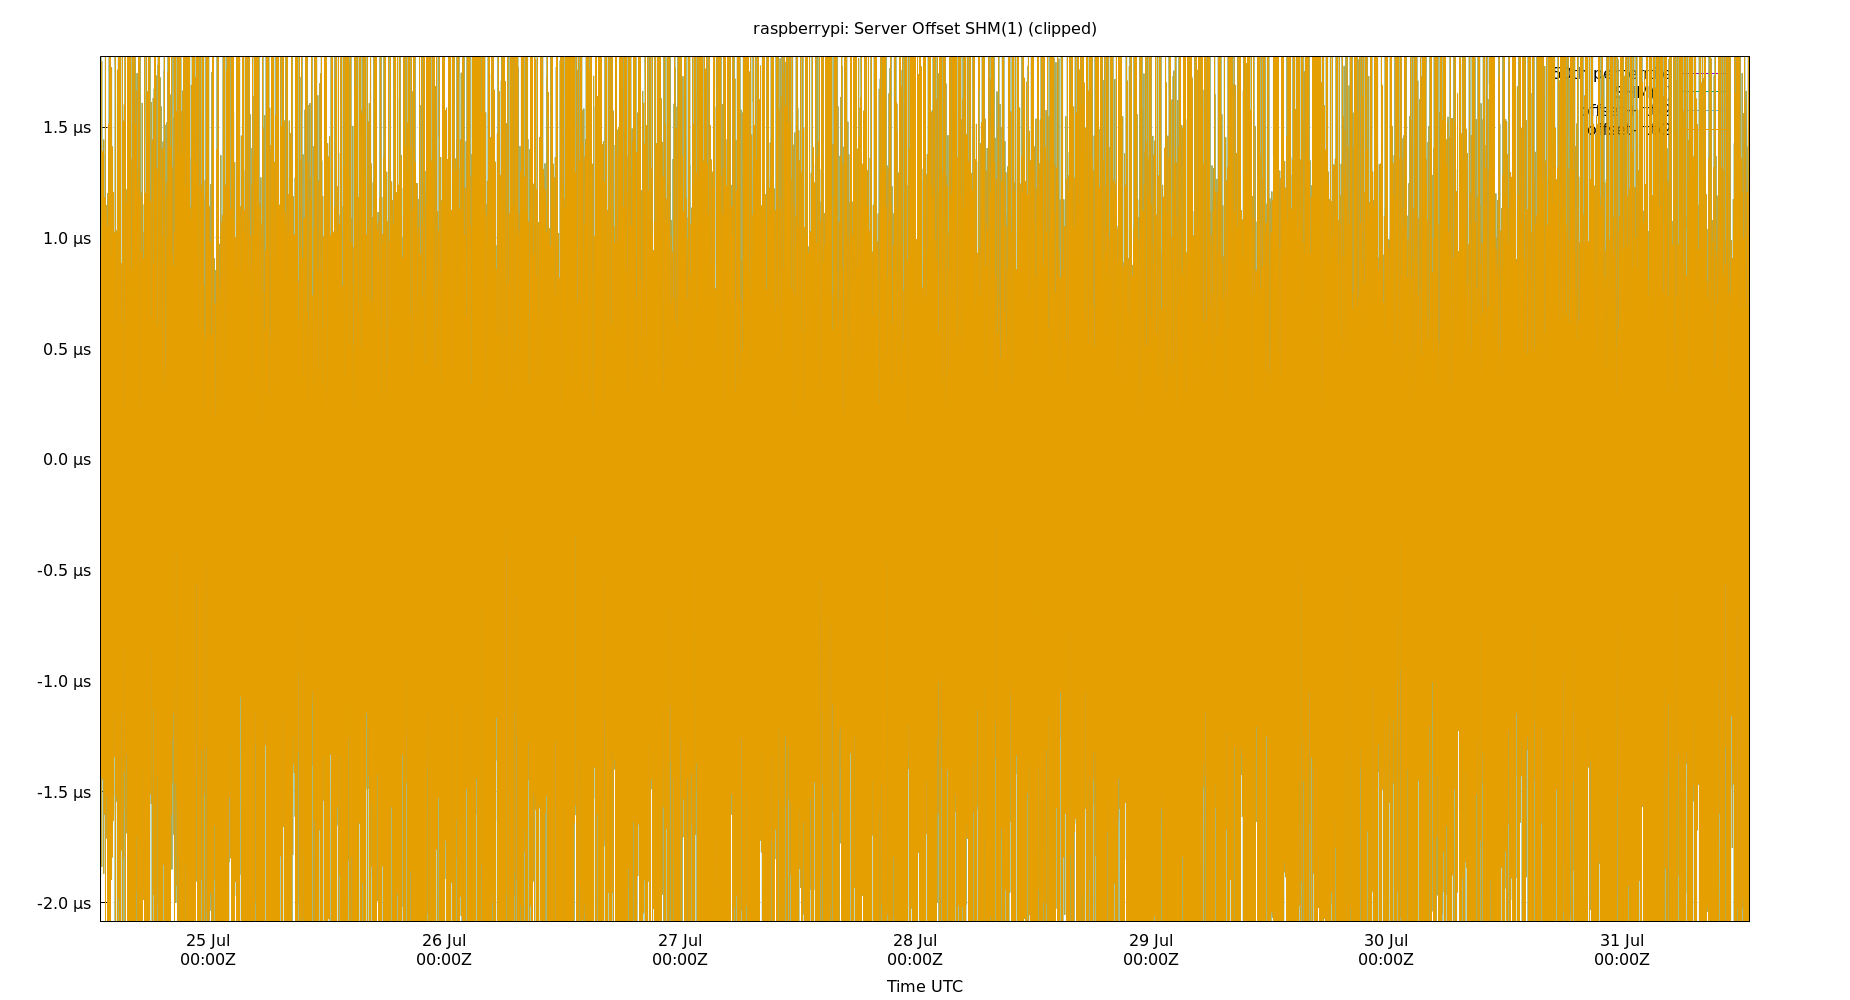 raspberrypi: Server Offset SHM(1) (clipped)
1.5 µs
1.0 µs
0.5 µs
0.0 µs
-0.5 µs
-1.0 µs
-1.5 µs
-2.0 µs
25 Jul 26 Jul 27 Jul 28 Jul 29 Jul 30 Jul 31 Jul
00:00Z 00:00Z 00:00Z 00:00Z 00:00Z 00:00Z 00:00Z
Time UTC